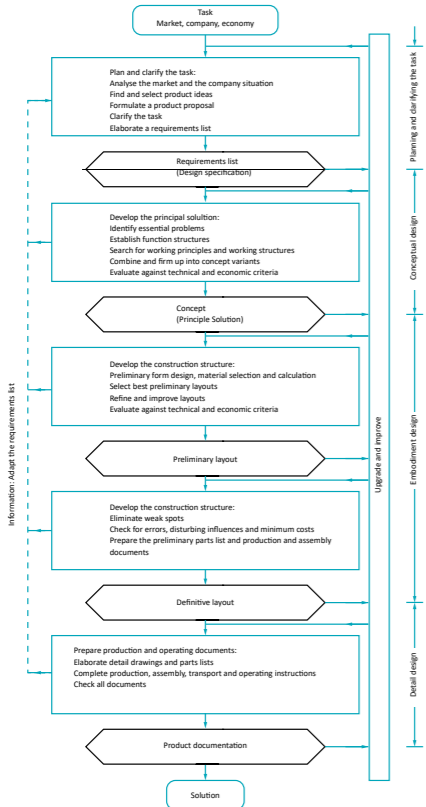 Task
Market, company, economy
Plan and clarify the task:
Analyse the market and the company situation
Find and select product ideas
Formulate a product proposal
Clarify the task
Elaborate a requirements list
Requirements list
(Design specification)
Develop the principal solution:
Identify essential problems
Establish function structures
Search for working principles and working structures
Combine and firm up into concept variants
Evaluate against technical and economic criteria
Concept
(Principle Solution)
Develop the construction structure:
Preliminary form design, material selection and calculation
Select best preliminary layouts
Refine and improve layouts
Evaluate against technical and economic criteria
Preliminary layout
Develop the construction structure:
Eliminate weak spots
Check for errors, disturbing influences and minimum costs
Prepare the preliminary parts list and production and assembly
documents
Definitive layout
Prepare production and operating documents:
Elaborate detail drawings and parts lists
Complete production, assembly, transport and operating instructions
Check all documents
Product documentation
Solution
Information: Adapt the requirements list
Upgrade and improve
Planning and clarifying the task
Conceptual design
Embodiment design
Detail design